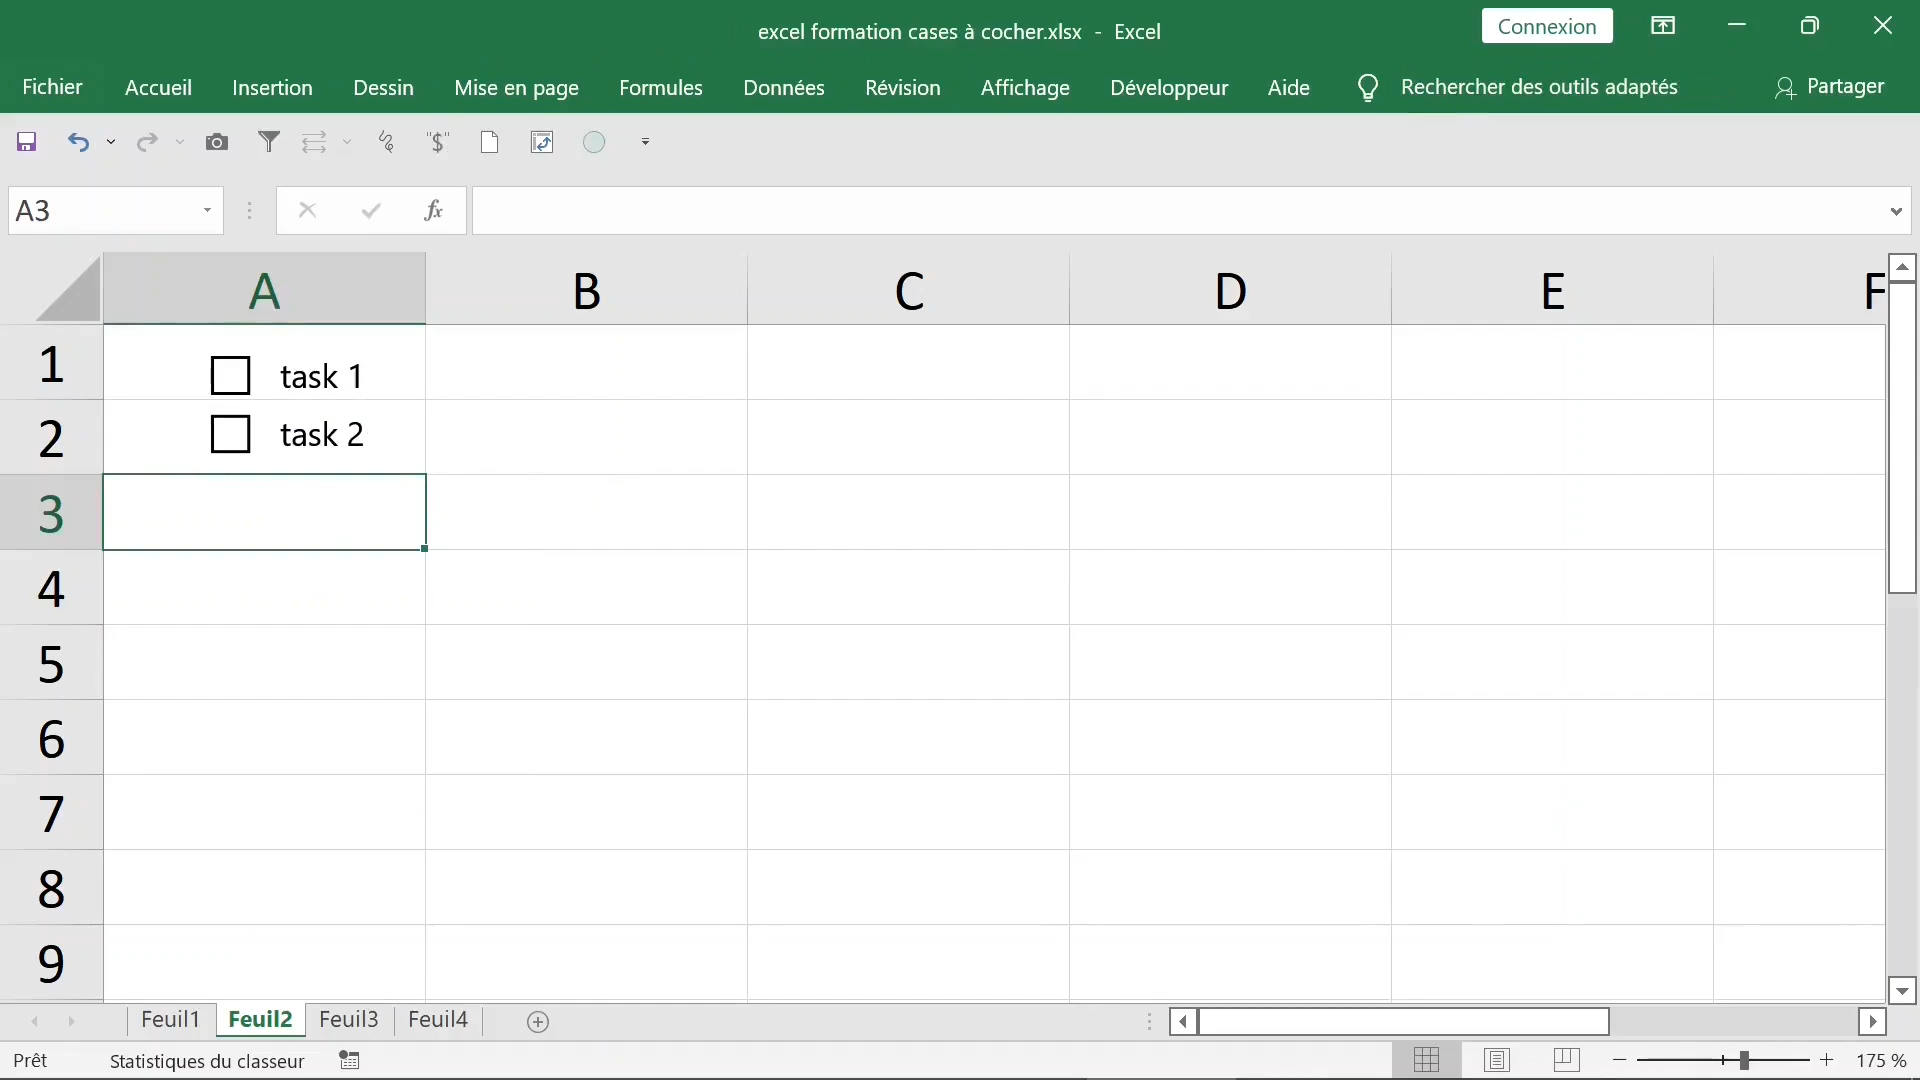 excel formation cases à cocher.xlsx - Excel
Connexion
Fichier Accueil Insertion Dessin Mise en page Formules Données Révision Affichage Développeur Aide Rechercher des outils adaptés Partager
"$"
A3 fx
A B C D E F
1 task 1
2 task 2
3
4
5
6
7
8
9
Feuil1 Feuil2 Feuil3 Feuil4
Prêt Statistiques du classeur 175 %